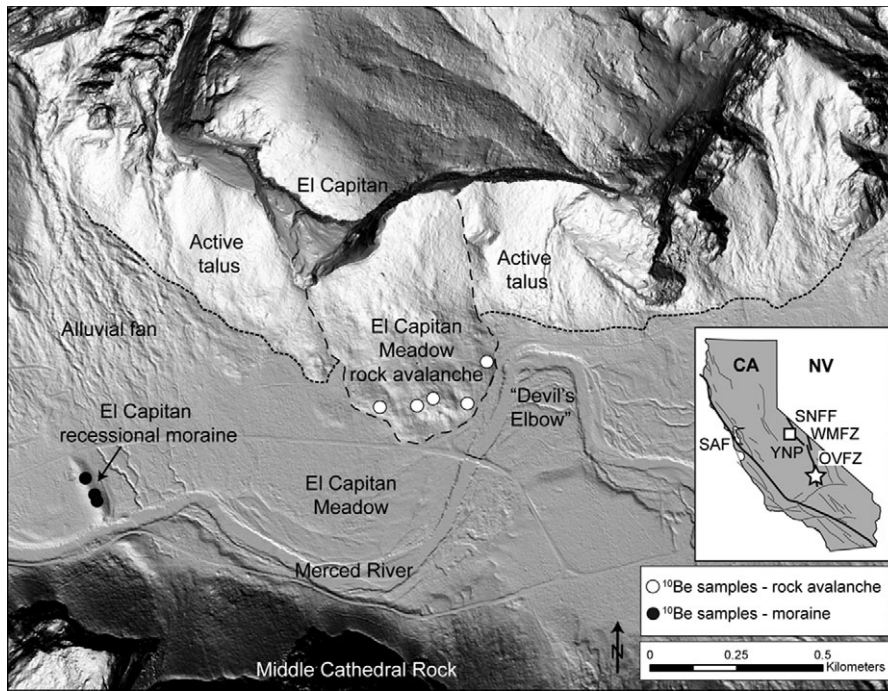 El Capitan
Active
talus
Active
talus
Alluvial fan
El Capitan
Meadow
rock avalanche
"Devil's
Elbow"
El Capitan
recessional moraine
El Capitan
Meadow
Merced River
Middle Cathedral Rock
CA
NV
SNFF
WMFZ
YNP
OVFZ
SAF
¹⁰Be samples - rock avalanche
¹⁰Be samples - moraine
N
0 0.25 0.5
Kilometers